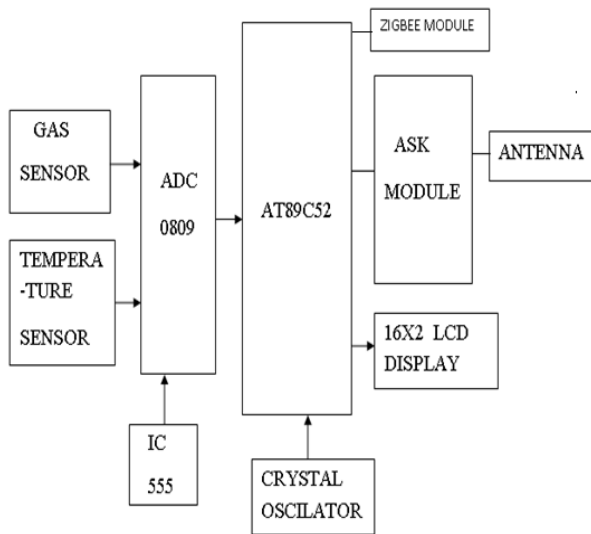 ZIGBEE MODULE
GAS
SENSOR
ADC
0809
AT89C52
ASK
MODULE
ANTENNA
TEMPERA
-TURE
SENSOR
16X2 LCD
DISPLAY
IC
555
CRYSTAL
OSCILATOR